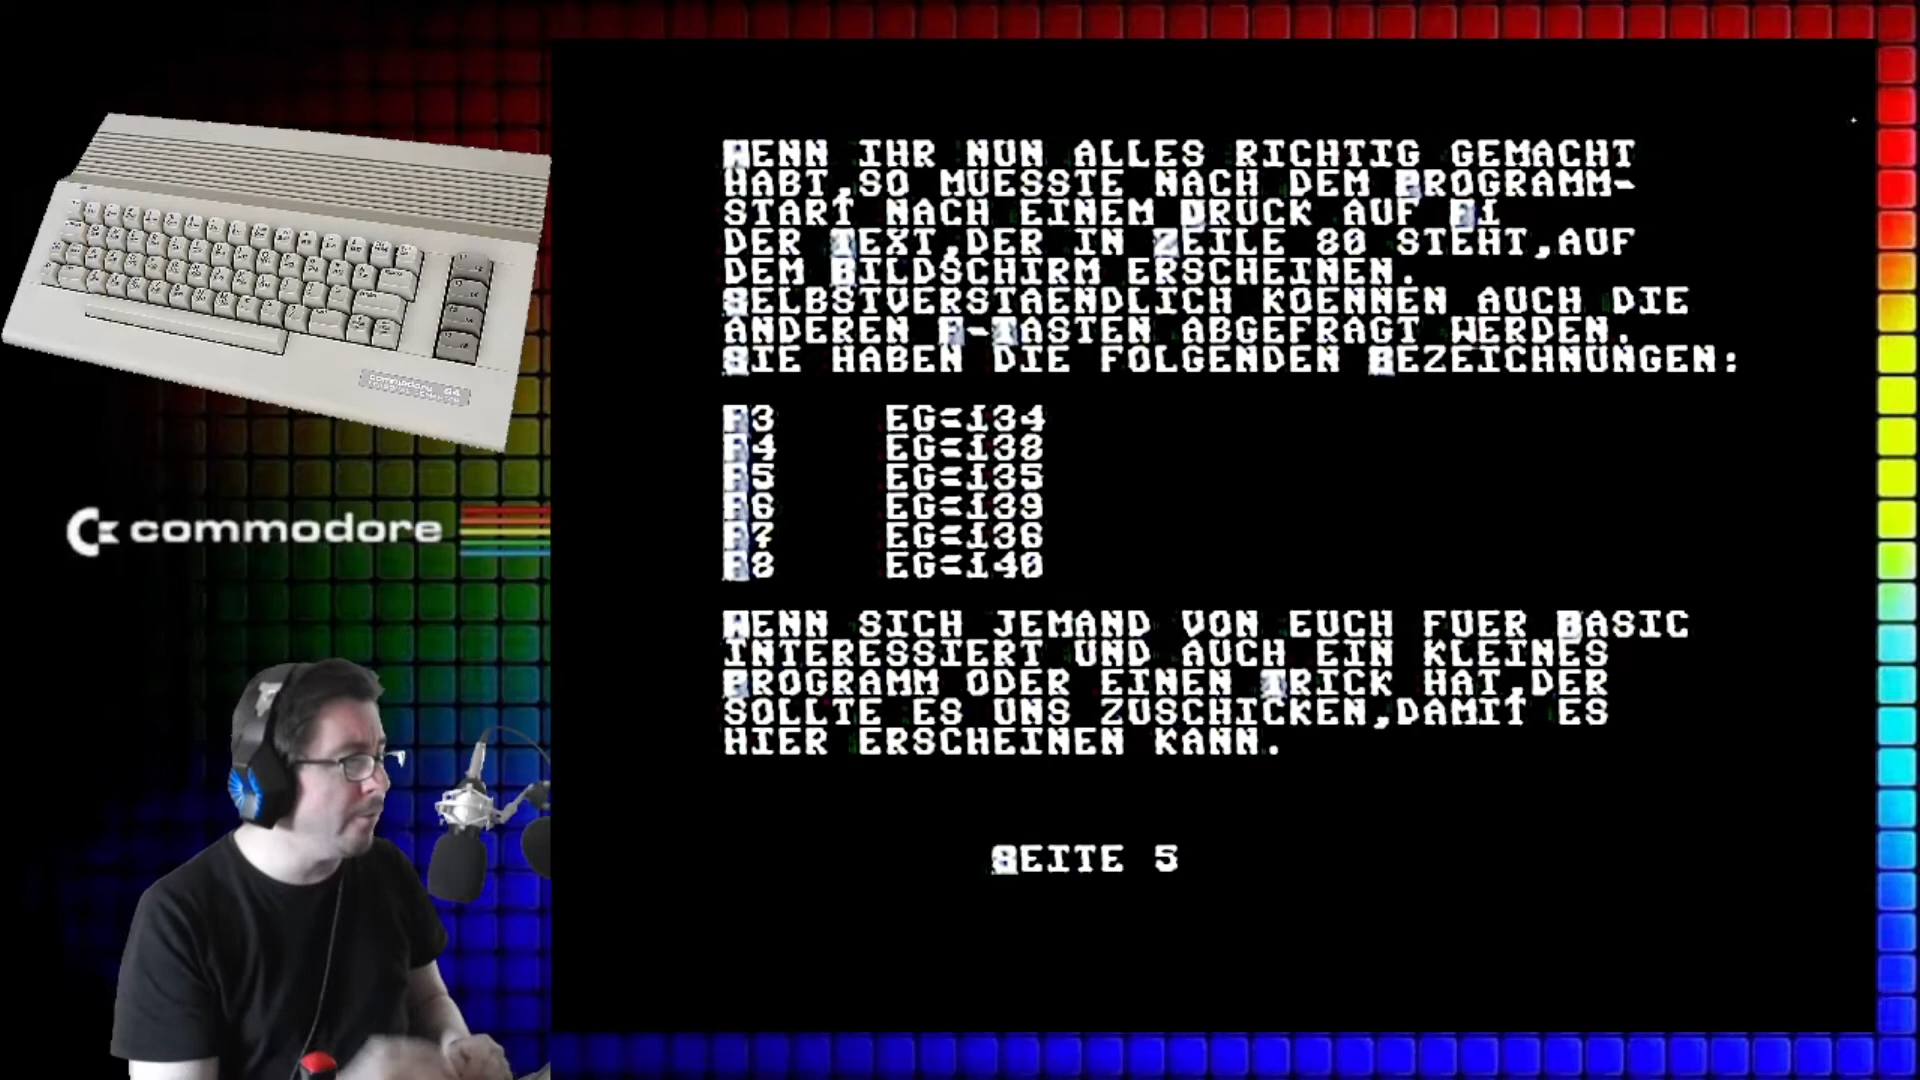 WENN IHR NUN ALLES RICHTIG GEMACHT
HABT,SO MUESSTE NACH DEM PROGRAMM-
START NACH EINEM DRUCK AUF F1
DER TEXT,DER IN ZEILE 80 STEHT,AUF
DEM BILDSCHIRM ERSCHEINEN.
SELBSTVERSTAENDLICH KOENNEN AUCH DIE
ANDEREN F-TASTEN ABGEFRAGT WERDEN.
SIE HABEN DIE FOLGENDEN BEZEICHNUNGEN:
F3 EG=134
F4 EG=138
F5 EG=135
F6 EG=139
F7 EG=136
F8 EG=140
WENN SICH JEMAND VON EUCH FUER BASIC
INTERESSIERT UND AUCH EIN KLEINES
PROGRAMM ODER EINEN TRICK HAT,DER
SOLLTE ES UNS ZUSCHICKEN,DAMIT ES
HIER ERSCHEINEN KANN.
SEITE 5
commodore 64
commodore